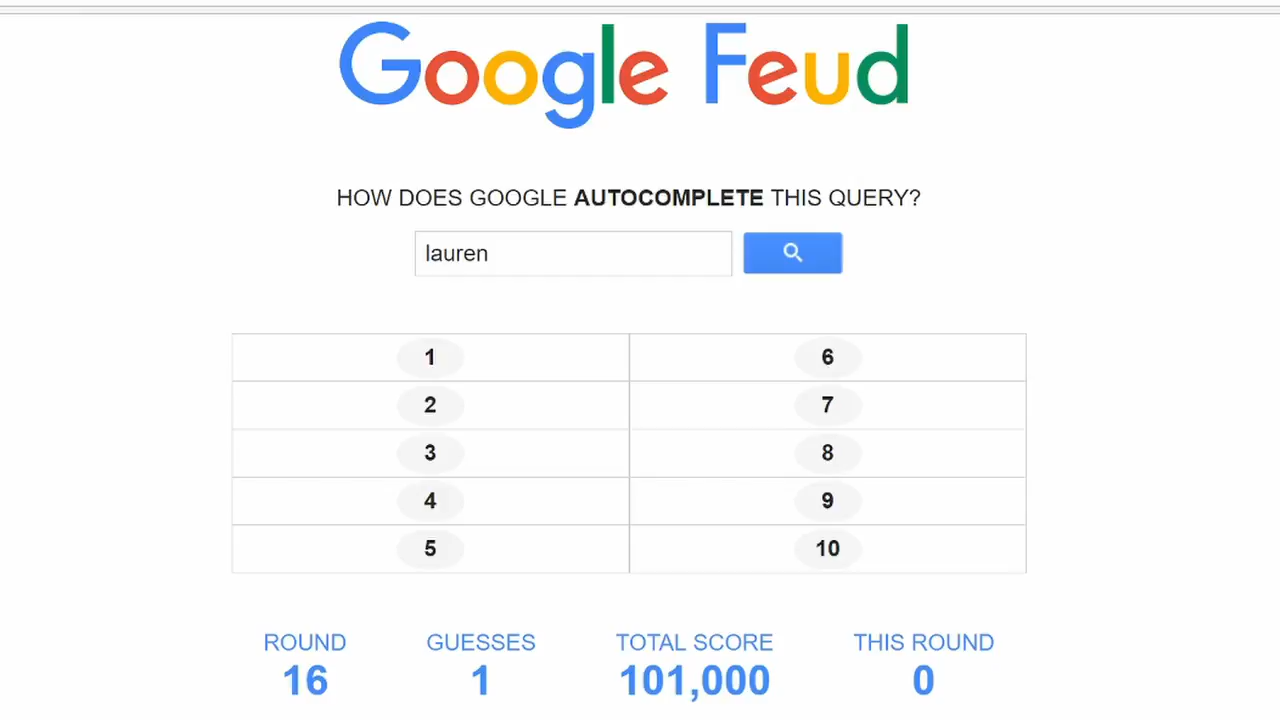 Google Feud
HOW DOES GOOGLE AUTOCOMPLETE THIS QUERY?
lauren
1 6
2 7
3 8
4 9
5 10
ROUND GUESSES TOTAL SCORE THIS ROUND
16 1 101,000 0